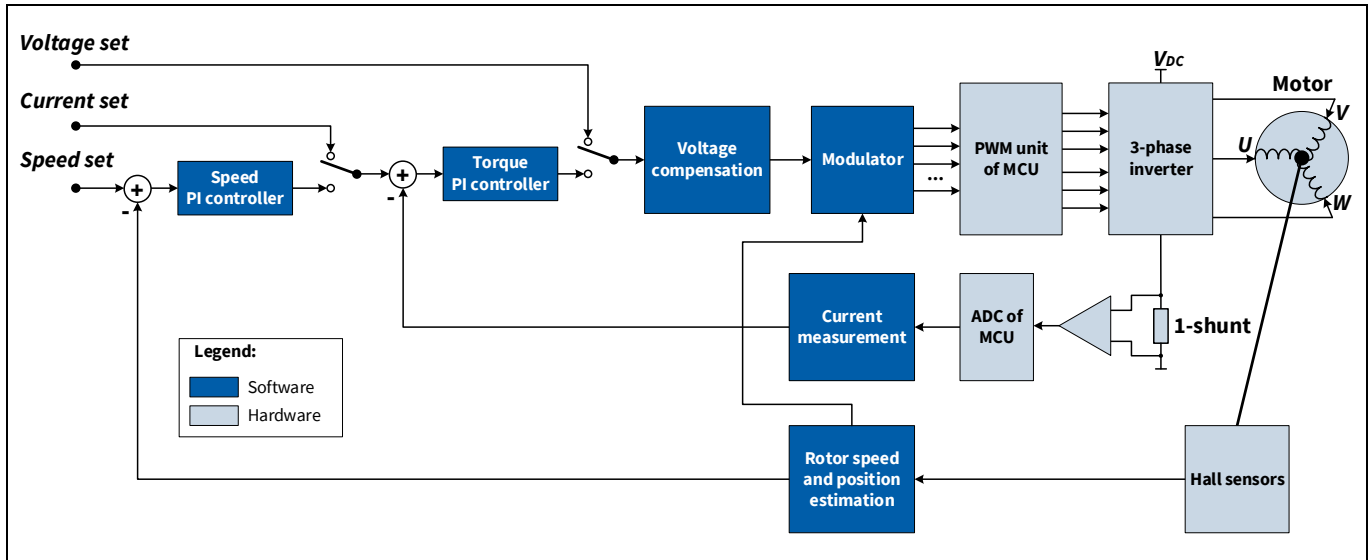 Voltage set
Current set
Speed set
+
-
Speed
PI controller
+
-
Torque
PI controller
Voltage
compensation
Modulator
...
PWM unit
of MCU
VDC
3-phase
inverter
Motor
U
V
W
Current
measurement
ADC of
MCU
1-shunt
Legend:
Software
Hardware
Rotor speed
and position
estimation
Hall sensors